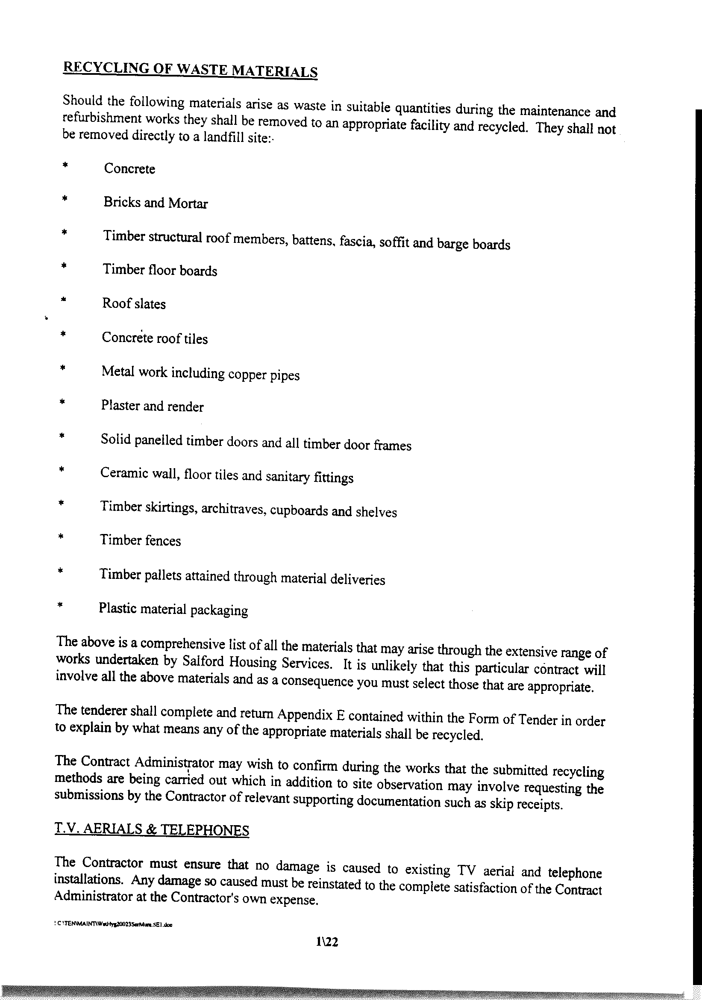 RECYCLING OF WASTE MATERIALS
Should the following materials arise as waste in suitable quantities during the maintenance and
refurbishment works they shall be removed to an appropriate facility and recycled. They shall not
be removed directly to a landfill site:-
* Concrete
* Bricks and Mortar
* Timber structural roof members, battens, fascia, soffit and barge boards
* Timber floor boards
* Roof slates
* Concrete roof tiles
* Metal work including copper pipes
* Plaster and render
* Solid panelled timber doors and all timber door frames
* Ceramic wall, floor tiles and sanitary fittings
* Timber skirtings, architraves, cupboards and shelves
* Timber fences
* Timber pallets attained through material deliveries
* Plastic material packaging
The above is a comprehensive list of all the materials that may arise through the extensive range of
works undertaken by Salford Housing Services. It is unlikely that this particular contract will
involve all the above materials and as a consequence you must select those that are appropriate.
The tenderer shall complete and return Appendix E contained within the Form of Tender in order
to explain by what means any of the appropriate materials shall be recycled.
The Contract Administrator may wish to confirm during the works that the submitted recycling
methods are being carried out which in addition to site observation may involve requesting the
submissions by the Contractor of relevant supporting documentation such as skip receipts.
T.V. AERIALS & TELEPHONES
The Contractor must ensure that no damage is caused to existing TV aerial and telephone
installations. Any damage so caused must be reinstated to the complete satisfaction of the Contract
Administrator at the Contractor's own expense.
1\22